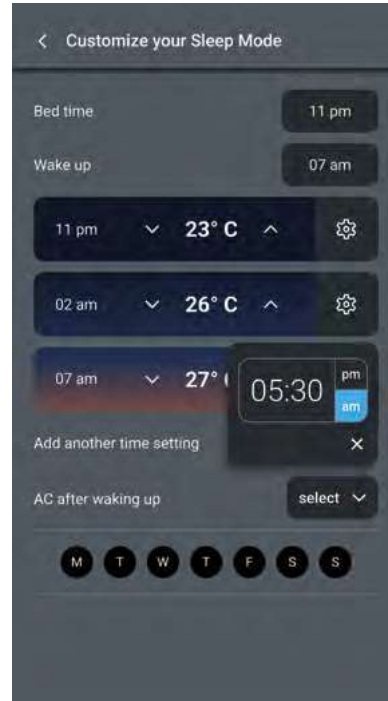 Customize your Sleep Mode
Bed time 11 pm
Wake up 07 am
11 pm 23° C
02 am 26° C
07 am 27°
05:30 pm am
Add another time setting
AC after waking up select
M T W T F S S